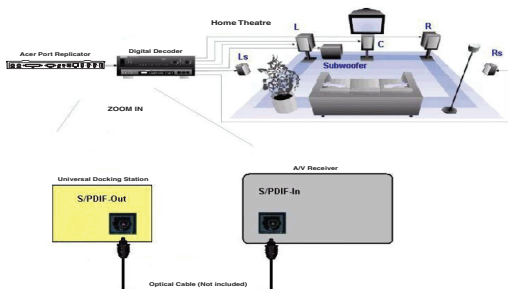 Home Theatre
L
R
C
Acer Port Replicator
Digital Decoder
Ls
Rs
Subwoofer
ZOOM IN
A/V Receiver
Universal Docking Station
S/PDIF-Out
S/PDIF-In
Optical Cable (Not included)